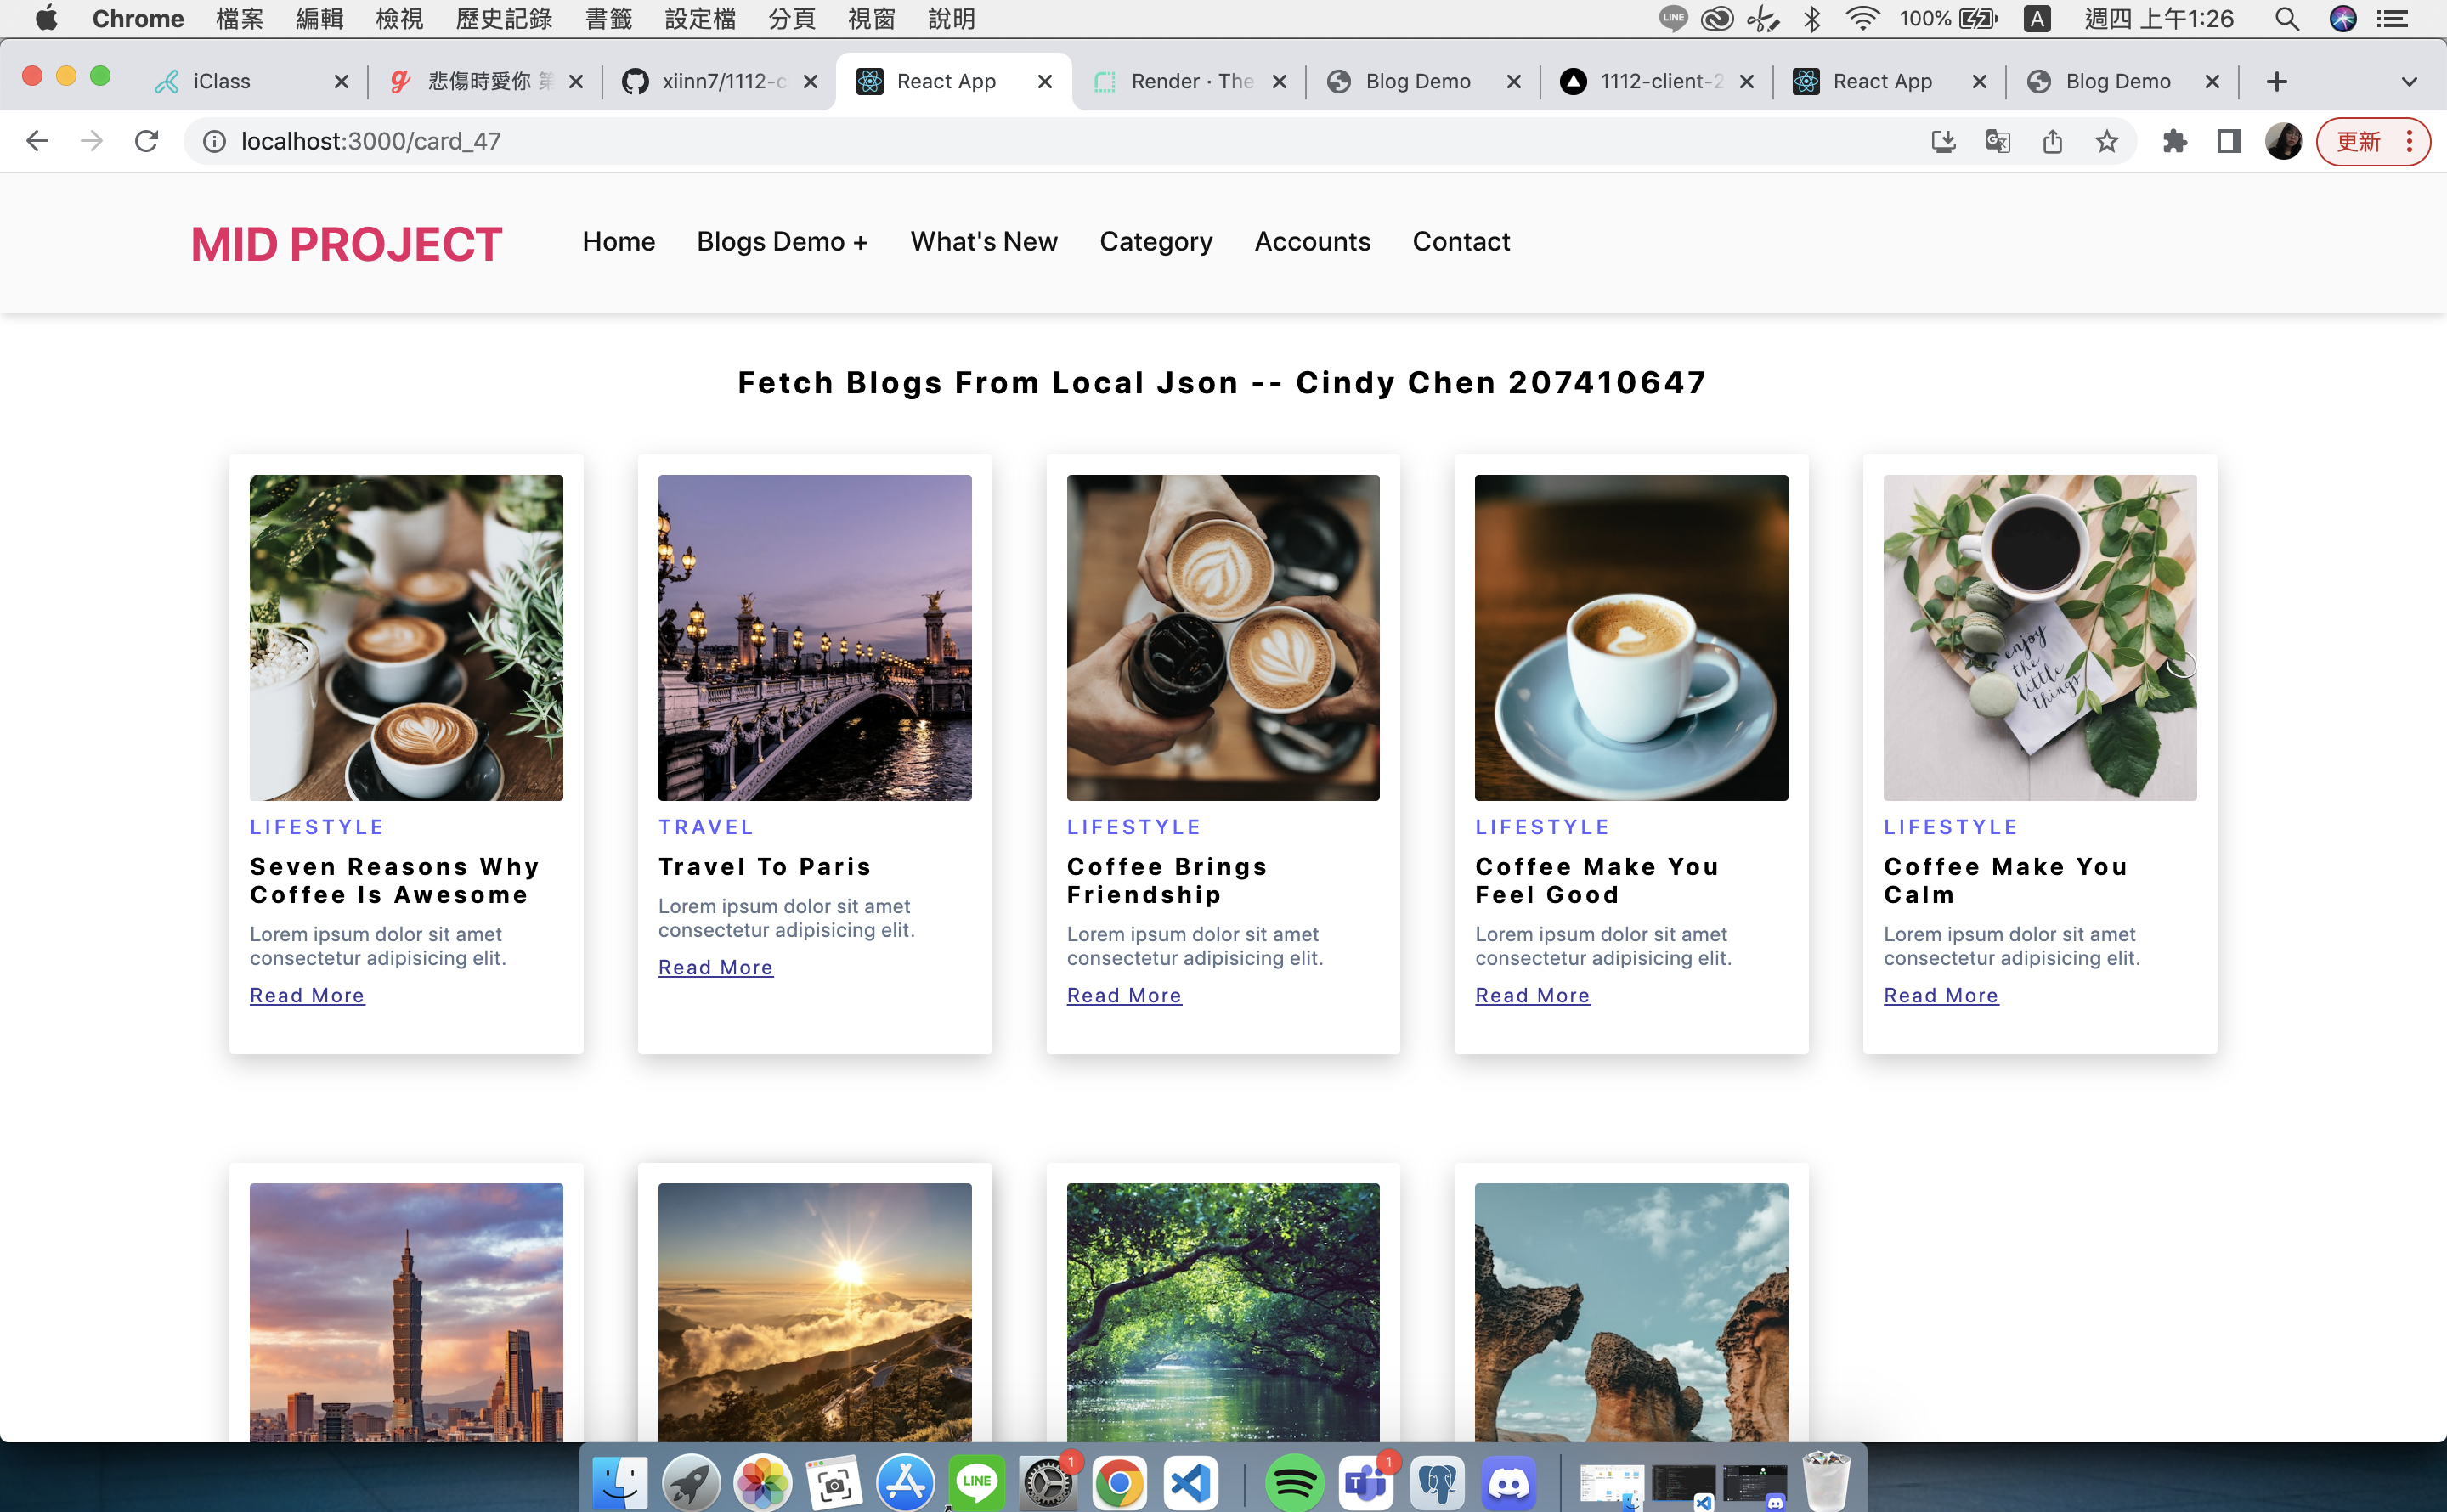 Chrome 檔案 編輯 檢視 歷史記錄 書籤 設定檔 分頁 視窗 說明 LINE 100% A 週四 上午1:26
iClass 悲傷時愛你 第 xiinn7/1112-c React App Render · The Blog Demo 1112-client-2 React App Blog Demo
localhost:3000/card_47 更新
MID PROJECT Home Blogs Demo + What's New Category Accounts Contact
Fetch Blogs From Local Json -- Cindy Chen 207410647
enjoy
the
little
things
LIFESTYLE
Seven Reasons Why
Coffee Is Awesome
Lorem ipsum dolor sit amet
consectetur adipisicing elit.
Read More
TRAVEL
Travel To Paris
Lorem ipsum dolor sit amet
consectetur adipisicing elit.
Read More
LIFESTYLE
Coffee Brings
Friendship
Lorem ipsum dolor sit amet
consectetur adipisicing elit.
Read More
LIFESTYLE
Coffee Make You
Feel Good
Lorem ipsum dolor sit amet
consectetur adipisicing elit.
Read More
LIFESTYLE
Coffee Make You
Calm
Lorem ipsum dolor sit amet
consectetur adipisicing elit.
Read More
LINE 1 T 1